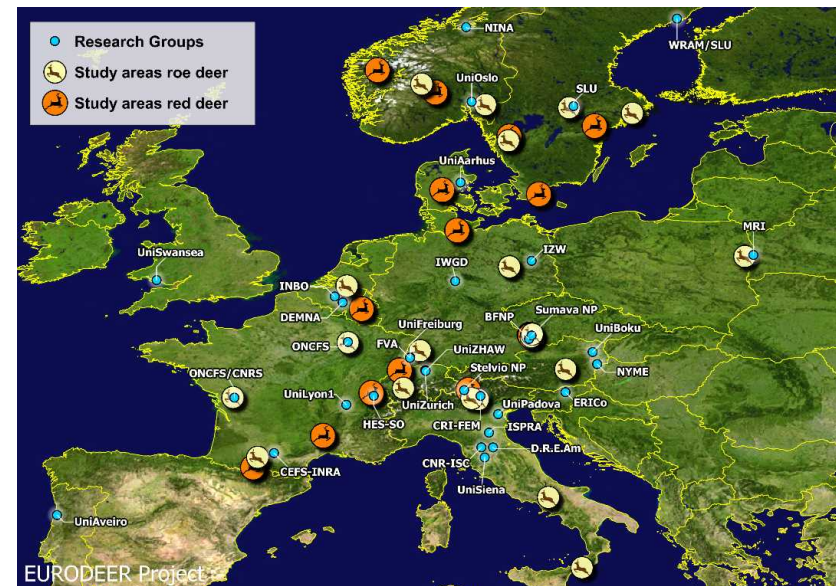 Research Groups
Study areas roe deer
Study areas red deer
NINA
WRAM/SLU
UniOslo
SLU
UniAarhus
UniSwansea
MRI
IZW
IWGD
INBO
DEMNA
BFNP
Sumava NP
UniFreiburg
UniBoku
ONCFS
FVA
UniZHAW
Stelvio NP
NYME
ONCFS/CNRS
UniLyon1
UniZurich
UniPadova
ERICo
HES-SO
CRI-FEM
ISPRA
D.R.E.Am
CNR-ISC
CEFS-INRA
UniSiena
UniAveiro
EURODEER Project